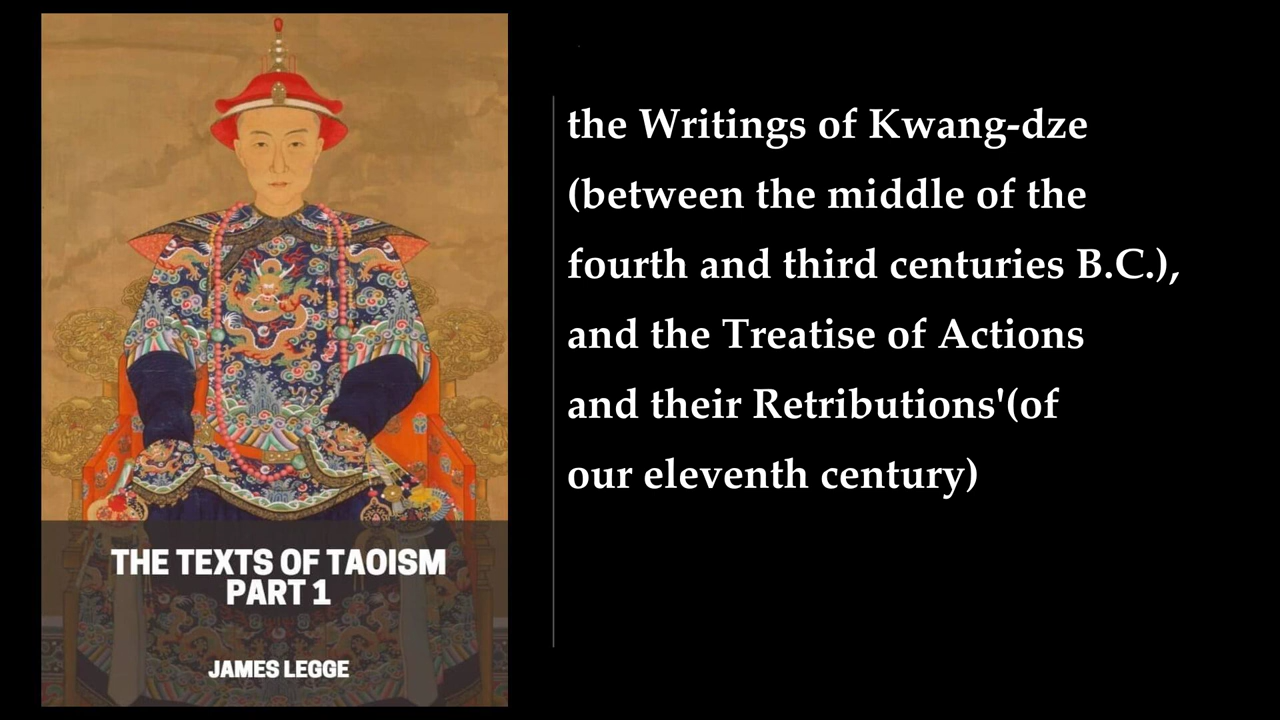 THE TEXTS OF TAOISM
PART 1
JAMES LEGGE
the Writings of Kwang-dze
(between the middle of the
fourth and third centuries B.C.),
and the Treatise of Actions
and their Retributions'(of
our eleventh century)